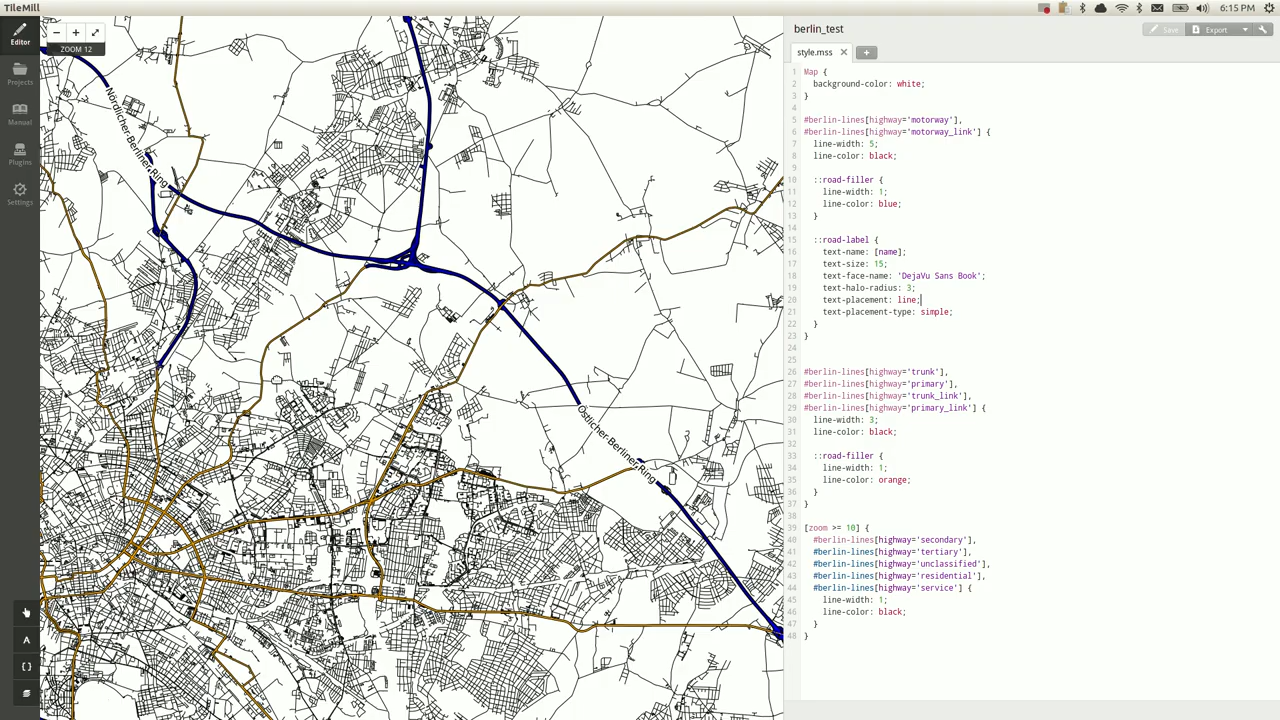 TileMill
6:15 PM
Editor
Projects
Manual
Plugins
Settings
A
{ }
ZOOM 12
Nördlicher-Berliner-Ring
Östlicher-Berliner-Ring
berlin_test
Save
Export
style.mss
1 Map {
2 background-color: white;
3 }
4
5 #berlin-lines[highway='motorway'],
6 #berlin-lines[highway='motorway_link'] {
7 line-width: 5;
8 line-color: black;
9
10 ::road-filler {
11 line-width: 1;
12 line-color: blue;
13 }
14
15 ::road-label {
16 text-name: [name];
17 text-size: 15;
18 text-face-name: 'DejaVu Sans Book';
19 text-halo-radius: 3;
20 text-placement: line;
21 text-placement-type: simple;
22 }
23 }
24
25
26 #berlin-lines[highway='trunk'],
27 #berlin-lines[highway='primary'],
28 #berlin-lines[highway='trunk_link'],
29 #berlin-lines[highway='primary_link'] {
30 line-width: 3;
31 line-color: black;
32
33 ::road-filler {
34 line-width: 1;
35 line-color: orange;
36 }
37 }
38
39 [zoom >= 10] {
40 #berlin-lines[highway='secondary'],
41 #berlin-lines[highway='tertiary'],
42 #berlin-lines[highway='unclassified'],
43 #berlin-lines[highway='residential'],
44 #berlin-lines[highway='service'] {
45 line-width: 1;
46 line-color: black;
47 }
48 }